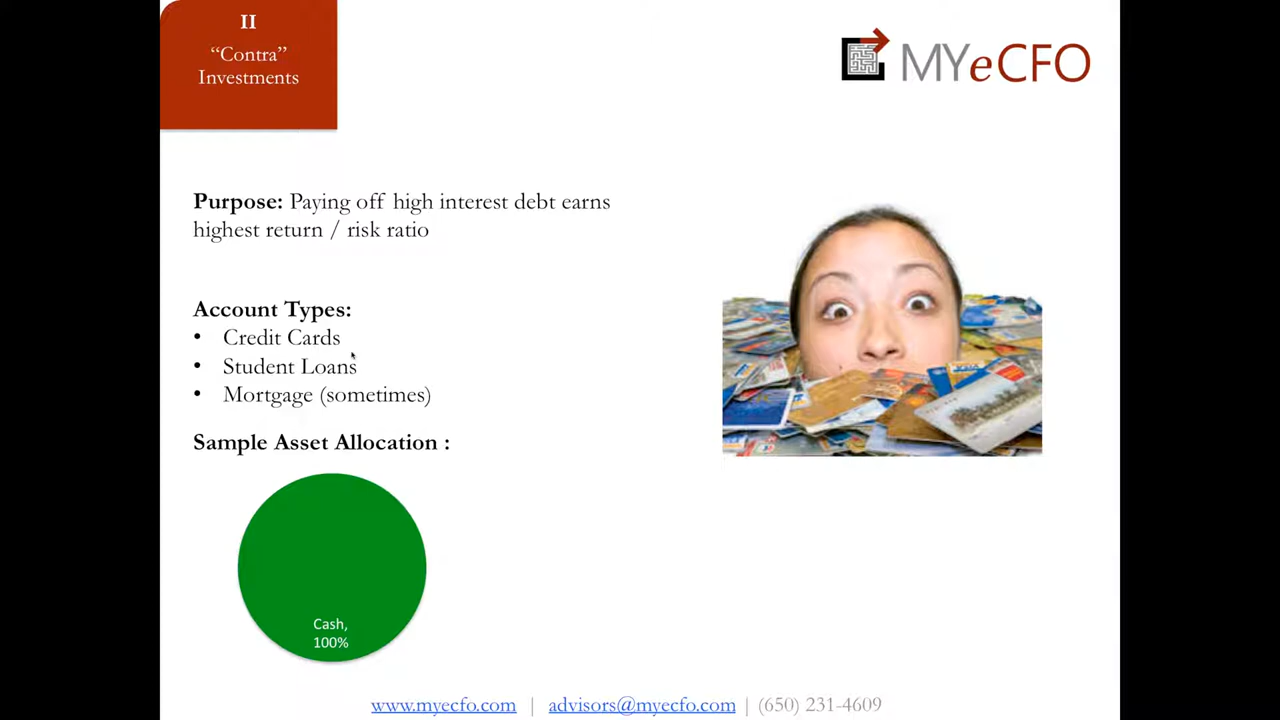 II
“Contra”
Investments
MYeCFO
Purpose: Paying off high interest debt earns
highest return / risk ratio
Account Types:
• Credit Cards
• Student Loans
• Mortgage (sometimes)
Sample Asset Allocation :
Cash,
100%
www.myecfo.com | advisors@myecfo.com | (650) 231-4609